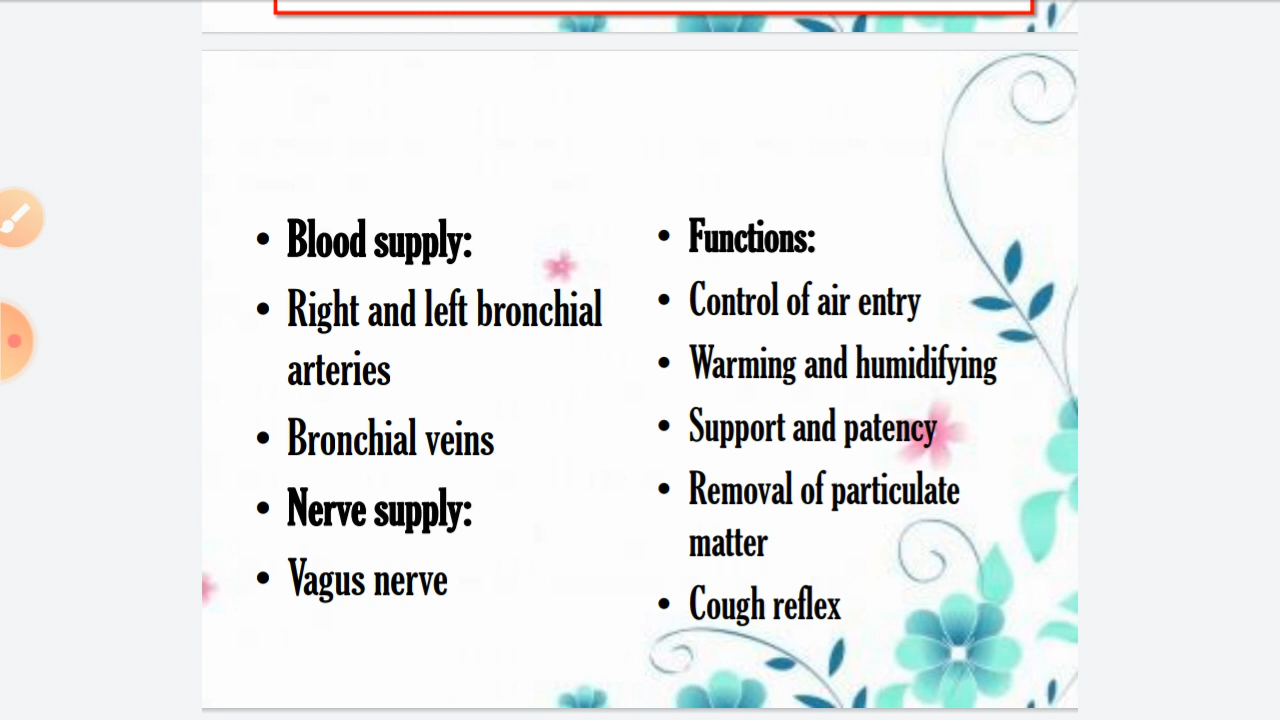 Blood supply:
Right and left bronchial
arteries
Bronchial veins
Nerve supply:
Vagus nerve
Functions:
Control of air entry
Warming and humidifying
Support and patency
Removal of particulate
matter
Cough reflex